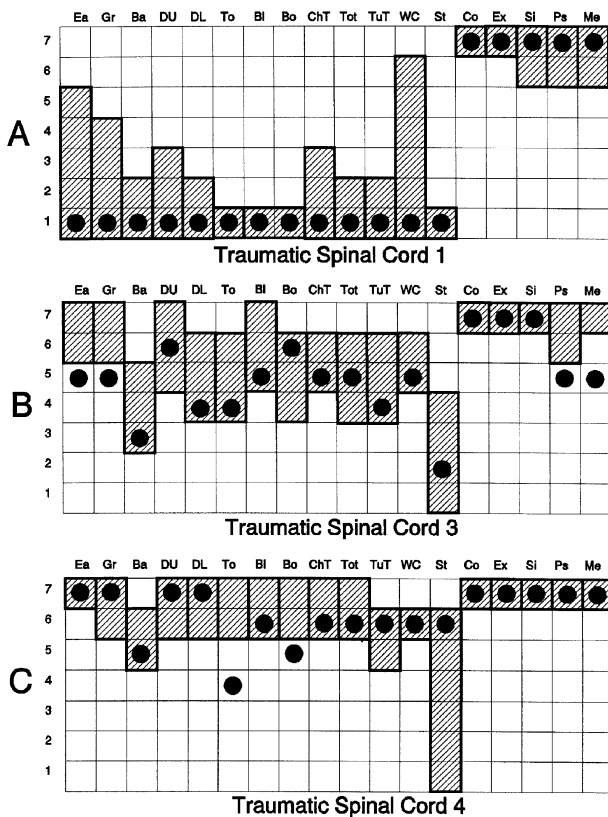 Ea Gr Ba DU DL To Bl Bo ChT Tot TuT WC St Co Ex Si Ps Me
7
6
5
4
3
2
1
A
Traumatic Spinal Cord 1
Ea Gr Ba DU DL To Bl Bo ChT Tot TuT WC St Co Ex Si Ps Me
7
6
5
4
3
2
1
B
Traumatic Spinal Cord 3
Ea Gr Ba DU DL To Bl Bo ChT Tot TuT WC St Co Ex Si Ps Me
7
6
5
4
3
2
1
C
Traumatic Spinal Cord 4